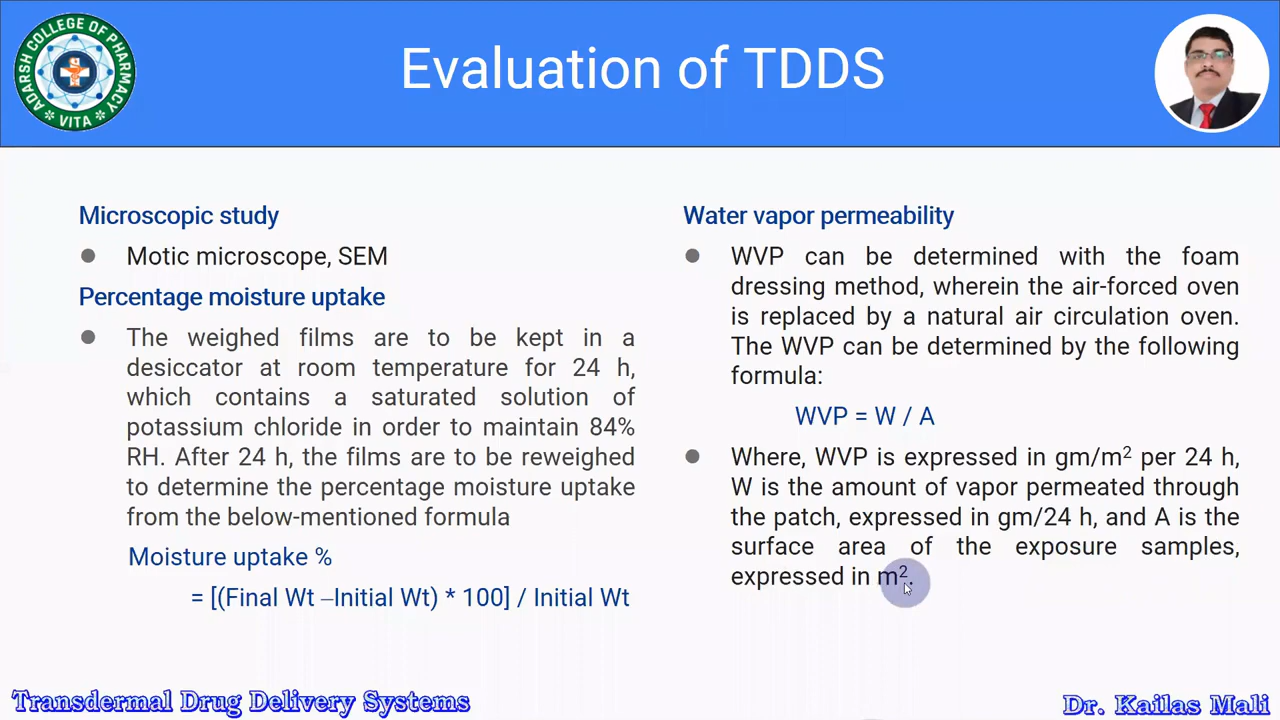 ADARSH COLLEGE OF PHARMACY
* VITA *
Evaluation of TDDS
Microscopic study
● Motic microscope, SEM
Percentage moisture uptake
● The weighed films are to be kept in a
desiccator at room temperature for 24 h,
which contains a saturated solution of
potassium chloride in order to maintain 84%
RH. After 24 h, the films are to be reweighed
to determine the percentage moisture uptake
from the below-mentioned formula
Moisture uptake %
= [(Final Wt –Initial Wt) * 100] / Initial Wt
Water vapor permeability
● WVP can be determined with the foam
dressing method, wherein the air-forced oven
is replaced by a natural air circulation oven.
The WVP can be determined by the following
formula:
WVP = W / A
● Where, WVP is expressed in gm/m² per 24 h,
W is the amount of vapor permeated through
the patch, expressed in gm/24 h, and A is the
surface area of the exposure samples,
expressed in m².
Transdermal Drug Delivery Systems
Dr. Kailas Mali